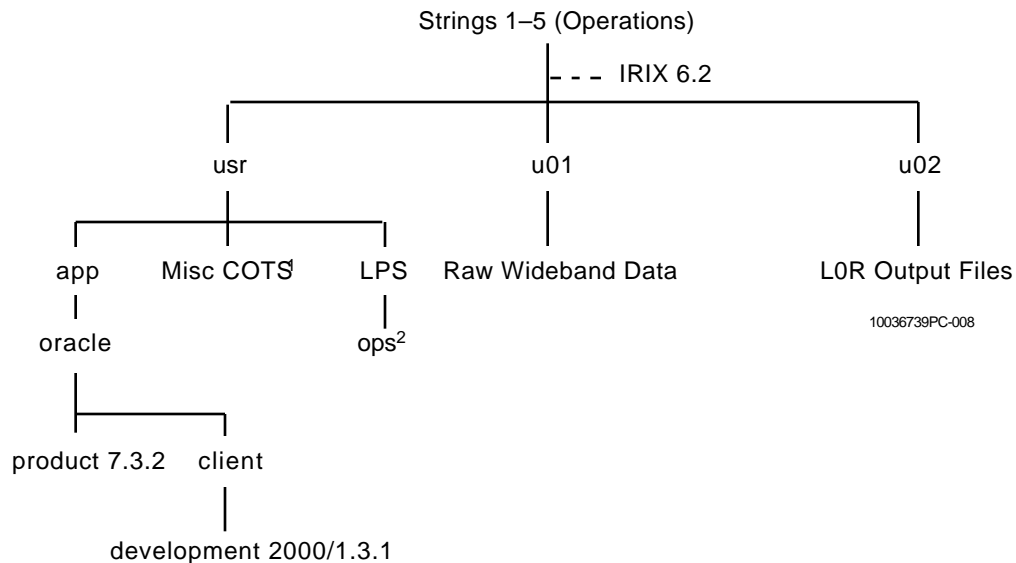 Strings 1–5 (Operations)
IRIX 6.2
usr
u01
u02
app
Misc COTS1
LPS
Raw Wideband Data
L0R Output Files
10036739PC-008
oracle
ops2
product 7.3.2
client
development 2000/1.3.1